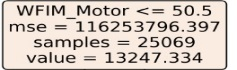 WFIM_Motor <= 50.5
mse = 116253796.397
samples = 25069
value = 13247.334